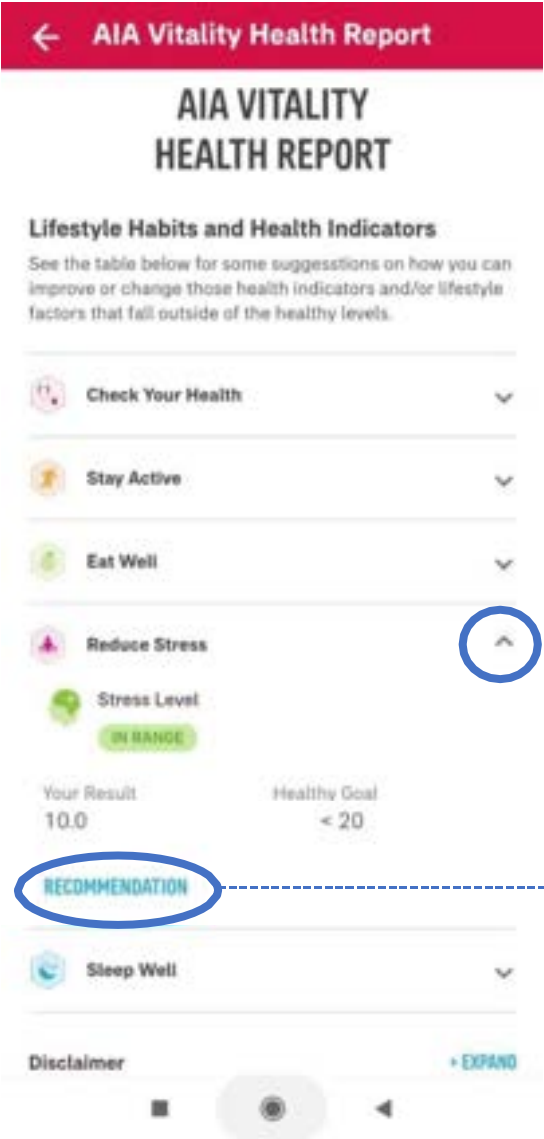 AIA Vitality Health Report
AIA VITALITY
HEALTH REPORT
Lifestyle Habits and Health Indicators
See the table below for some suggesstions on how you can
improve or change those health indicators and/or lifestyle
factors that fall outside of the healthy levels.
Check Your Health
Stay Active
Eat Well
Reduce Stress
Stress Level
IN RANGE
Your Result Healthy Goal
10.0 < 20
RECOMMENDATION
Sleep Well
Disclaimer + EXPAND